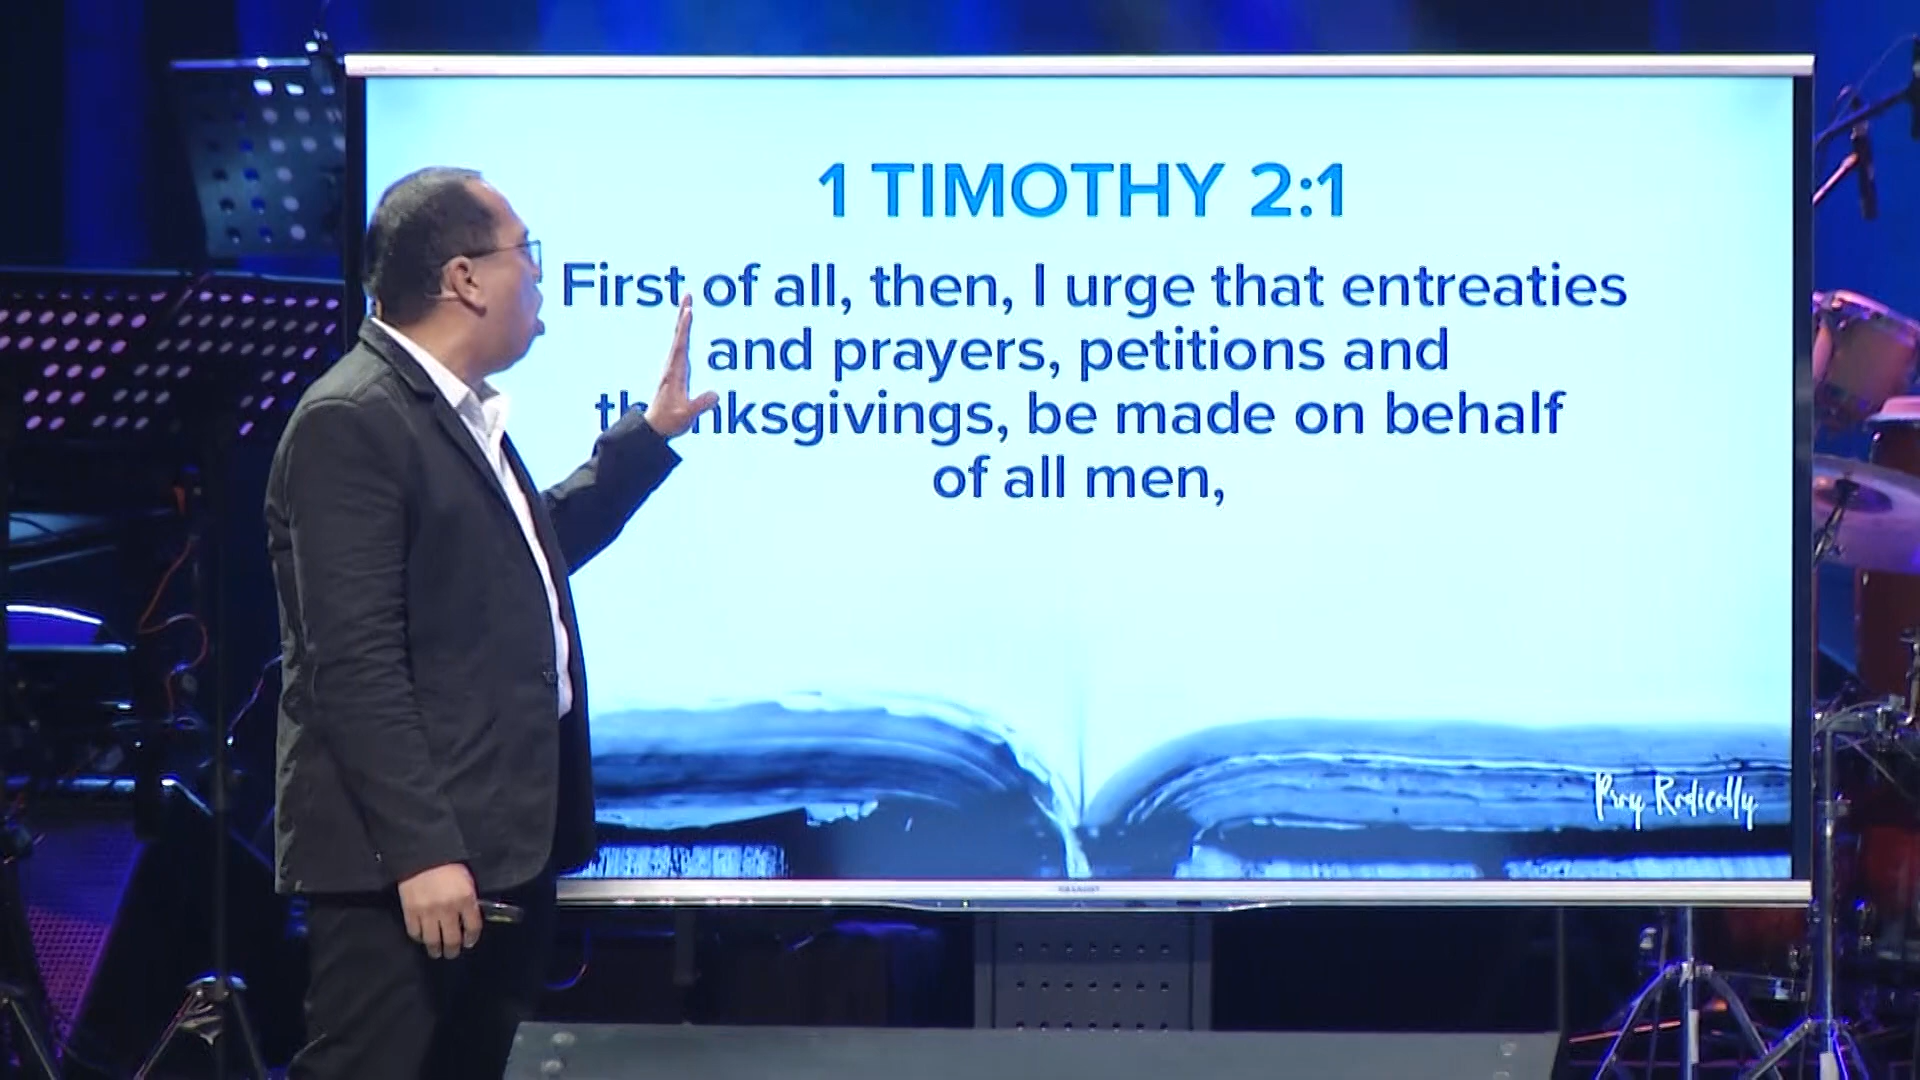 1 TIMOTHY 2:1
First of all, then, I urge that entreaties
and prayers, petitions and
thanksgivings, be made on behalf
of all men,
Pray Radically